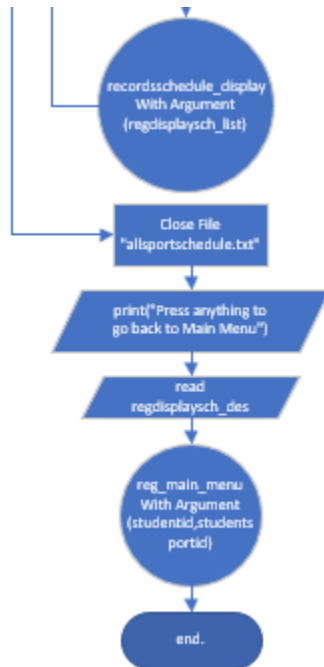 recordsschedule_display
With Argument
(regdisplaysch_list)
Close File
"allsportschedule.txt"
print("Press anything to
go back to Main Menu")
read
regdisplaysch_des
reg_main_menu
With Argument
(studentid,students
portid)
end.